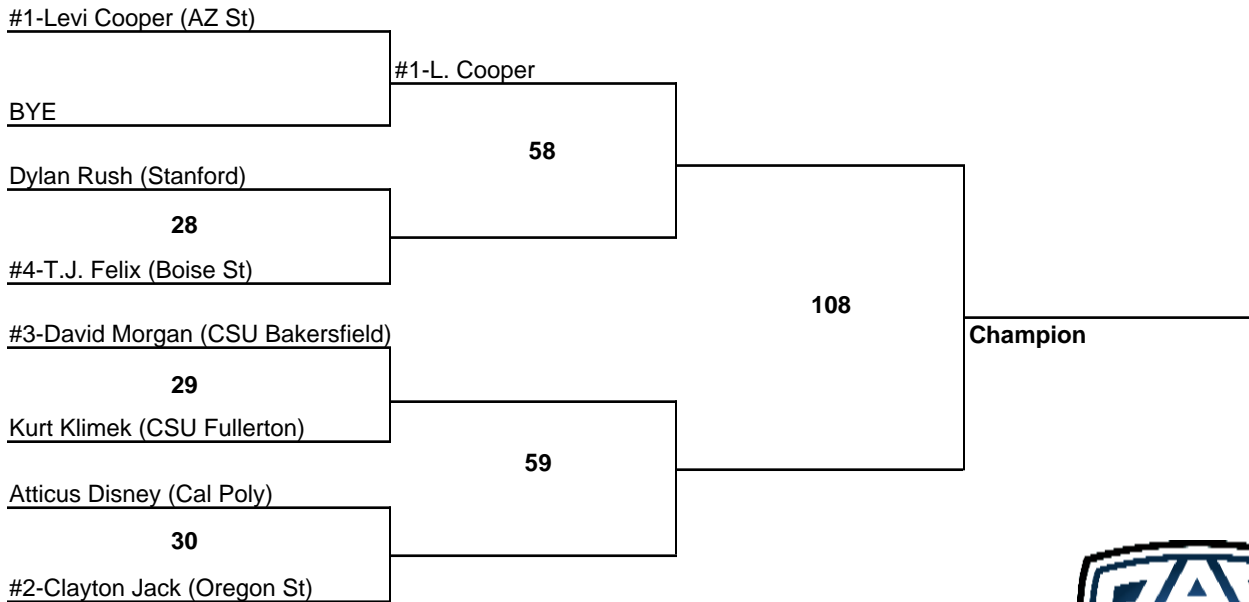 #1-Levi Cooper (AZ St)
#1-L. Cooper
BYE
58
Dylan Rush (Stanford)
28
#4-T.J. Felix (Boise St)
108
#3-David Morgan (CSU Bakersfield)
Champion
29
Kurt Klimek (CSU Fullerton)
59
Atticus Disney (Cal Poly)
30
#2-Clayton Jack (Oregon St)